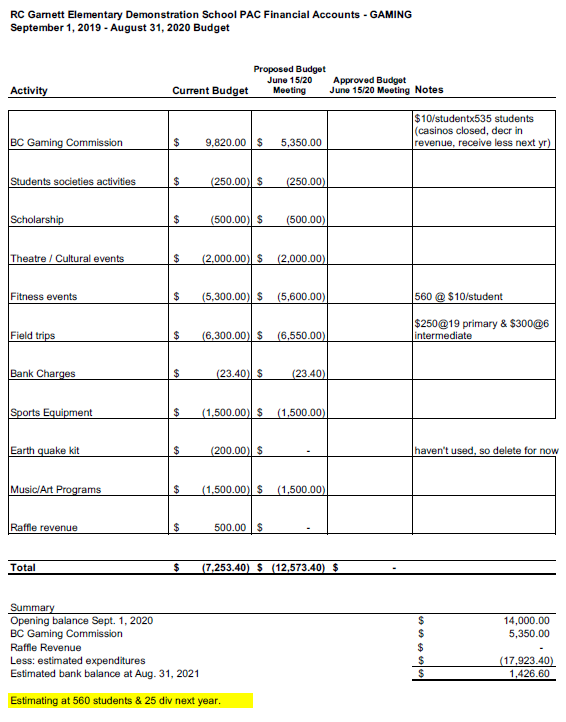 RC Garnett Elementary Demonstration School PAC Financial Accounts - GAMING
September 1, 2019 - August 31, 2020 Budget
Activity Current Budget Proposed Budget June 15/20 Meeting Approved Budget June 15/20 Meeting Notes
BC Gaming Commission $ 9,820.00 $ 5,350.00 $10/studentx535 students (casinos closed, decr in revenue, receive less next yr)
Students societies activities $ (250.00) $ (250.00)
Scholarship $ (500.00) $ (500.00)
Theatre / Cultural events $ (2,000.00) $ (2,000.00)
Fitness events $ (5,300.00) $ (5,600.00) 560 @ $10/student
Field trips $ (6,300.00) $ (6,550.00) $250@19 primary & $300@6 intermediate
Bank Charges $ (23.40) $ (23.40)
Sports Equipment $ (1,500.00) $ (1,500.00)
Earth quake kit $ (200.00) $ - haven't used, so delete for now
Music/Art Programs $ (1,500.00) $ (1,500.00)
Raffle revenue $ 500.00 $ -
Total $ (7,253.40) $ (12,573.40) $ -
Summary
Opening balance Sept. 1, 2020 $ 14,000.00
BC Gaming Commission $ 5,350.00
Raffle Revenue $ -
Less: estimated expenditures $ (17,923.40)
Estimated bank balance at Aug. 31, 2021 $ 1,426.60
Estimating at 560 students & 25 div next year.